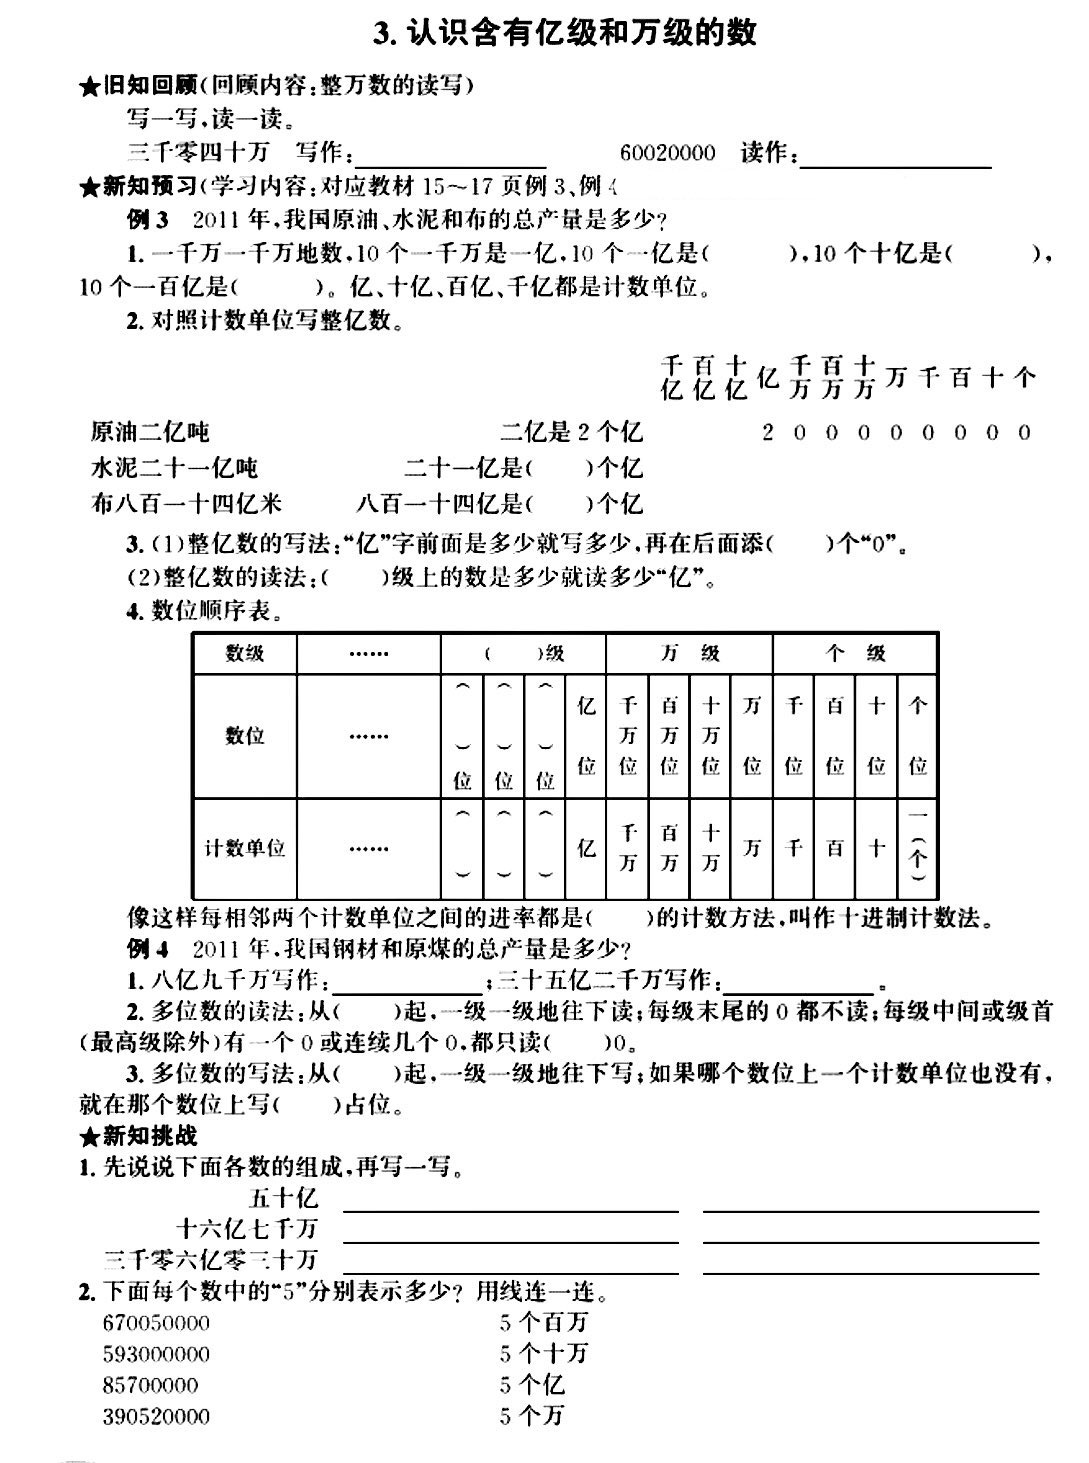 3. 认识含有亿级和万级的数
★旧知回顾(回顾内容:整万数的读写)
写一写,读一读。
三千零四十万 写作:____________ 60020000 读作:____________
★新知预习(学习内容:对应教材 15～17 页例 3、例
例 3 2011 年,我国原油、水泥和布的总产量是多少?
1. 一千万一千万地数,10 个一千万是一亿,10 个一亿是( ),10 个十亿是( ),
10 个一百亿是( )。亿、十亿、百亿、千亿都是计数单位。
2. 对照计数单位写整亿数。
千亿 百亿 十亿 亿 千万 百万 十万 万 千 百 十 个
原油二亿吨 二亿是 2 个亿 2 0 0 0 0 0 0 0 0
水泥二十一亿吨 二十一亿是( )个亿
布八百一十四亿米 八百一十四亿是( )个亿
3. (1)整亿数的写法:“亿”字前面是多少就写多少,再在后面添( )个“0”。
(2)整亿数的读法:( )级上的数是多少就读多少“亿”。
4. 数位顺序表。
数级 …… ( )级 万 级 个 级
数位 …… ( )位 ( )位 ( )位 亿位 千万位 百万位 十万位 万位 千位 百位 十位 个位
计数单位 …… ( ) ( ) ( ) 亿 千万 百万 十万 万 千 百 十 一(个)
像这样每相邻两个计数单位之间的进率都是( )的计数方法,叫作十进制计数法。
例 4 2011 年,我国钢材和原煤的总产量是多少?
1. 八亿九千万写作:____________;三十五亿二千万写作:____________。
2. 多位数的读法:从( )起,一级一级地往下读;每级末尾的 0 都不读;每级中间或级首
(最高级除外)有一个 0 或连续几个 0,都只读( )0。
3. 多位数的写法:从( )起,一级一级地往下写;如果哪个数位上一个计数单位也没有,
就在那个数位上写( )占位。
★新知挑战
1. 先说说下面各数的组成,再写一写。
五十亿 ____________ ____________
十六亿七千万 ____________ ____________
三千零六亿零三十万 ____________ ____________
2. 下面每个数中的“5”分别表示多少? 用线连一连。
670050000 5 个百万
593000000 5 个十万
85700000 5 个亿
390520000 5 个万